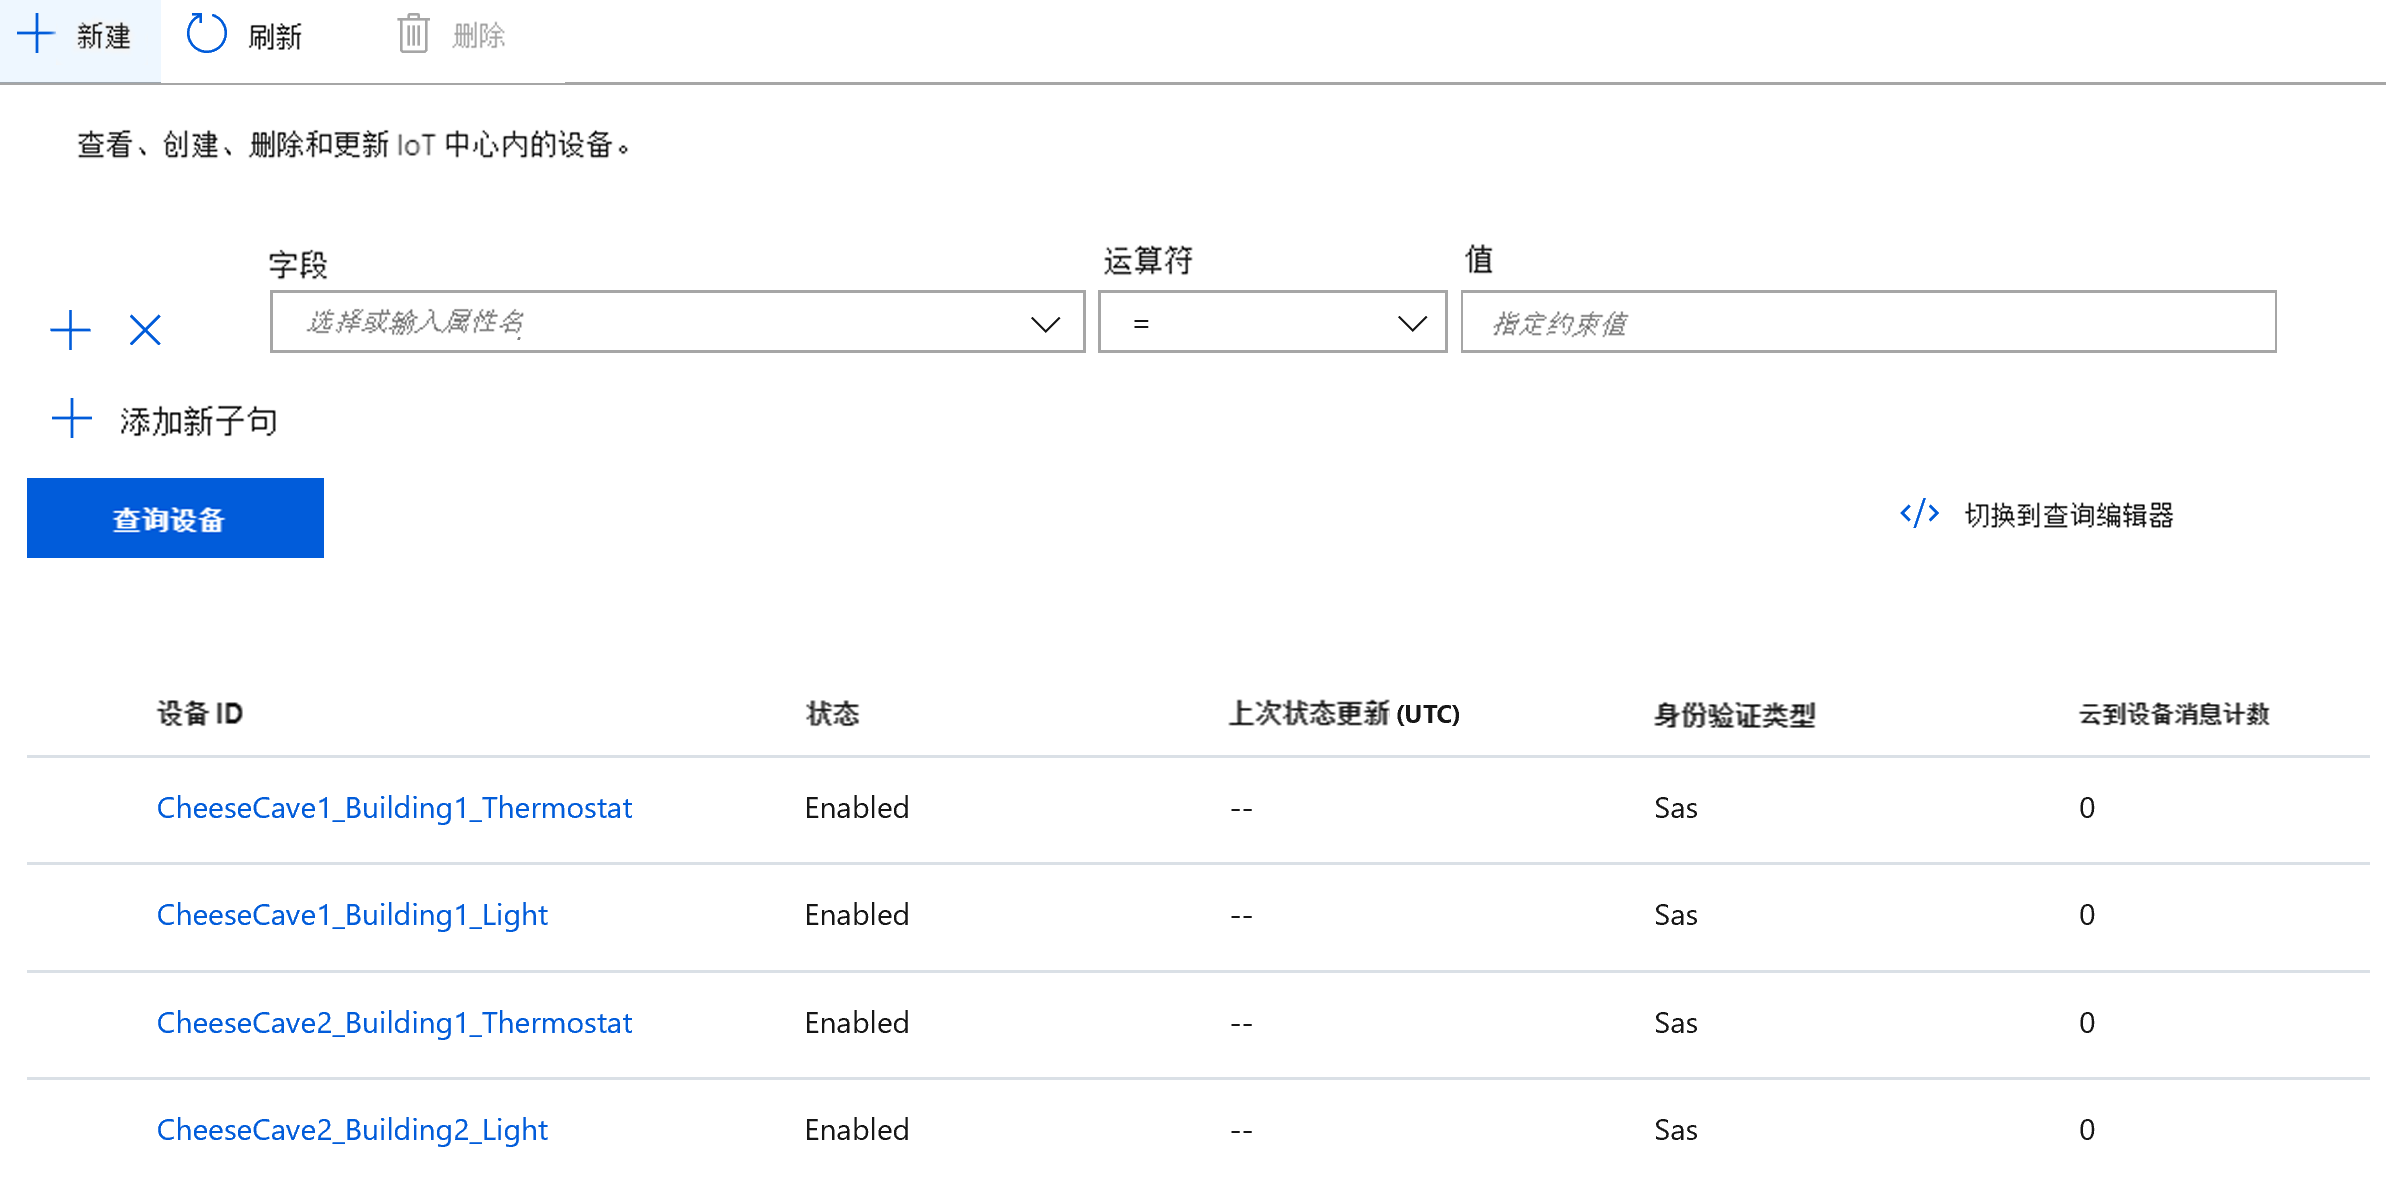 新建 刷新 删除
查看、创建、删除和更新 IoT 中心内的设备。
字段 运算符 值
选择或输入属性名 = 指定约束值
添加新子句
查询设备 </> 切换到查询编辑器
设备 ID 状态 上次状态更新 (UTC) 身份验证类型 云到设备消息计数
CheeseCave1_Building1_Thermostat Enabled -- Sas 0
CheeseCave1_Building1_Light Enabled -- Sas 0
CheeseCave2_Building1_Thermostat Enabled -- Sas 0
CheeseCave2_Building2_Light Enabled -- Sas 0